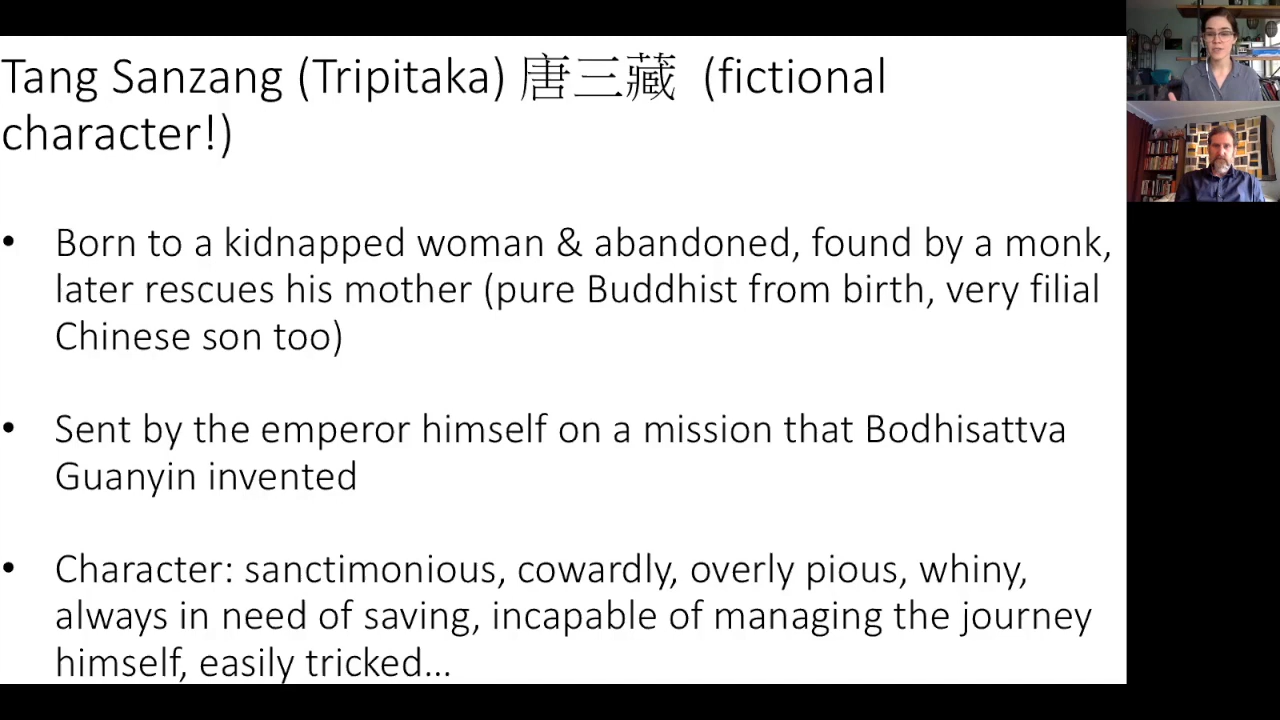 Tang Sanzang (Tripitaka) 唐三藏 (fictional
character!)
• Born to a kidnapped woman & abandoned, found by a monk,
later rescues his mother (pure Buddhist from birth, very filial
Chinese son too)
• Sent by the emperor himself on a mission that Bodhisattva
Guanyin invented
• Character: sanctimonious, cowardly, overly pious, whiny,
always in need of saving, incapable of managing the journey
himself, easily tricked...